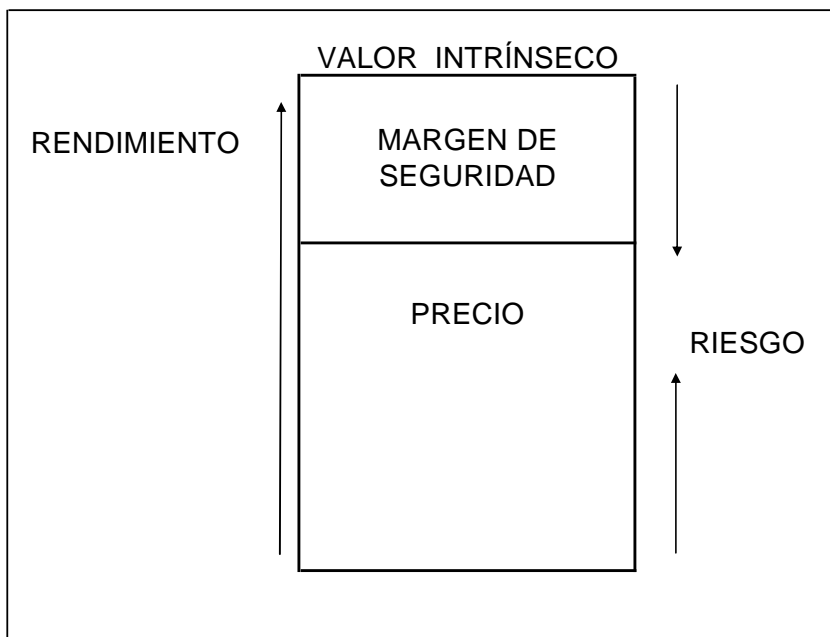 VALOR INTRÍNSECO
RENDIMIENTO
MARGEN DE
SEGURIDAD
PRECIO
RIESGO